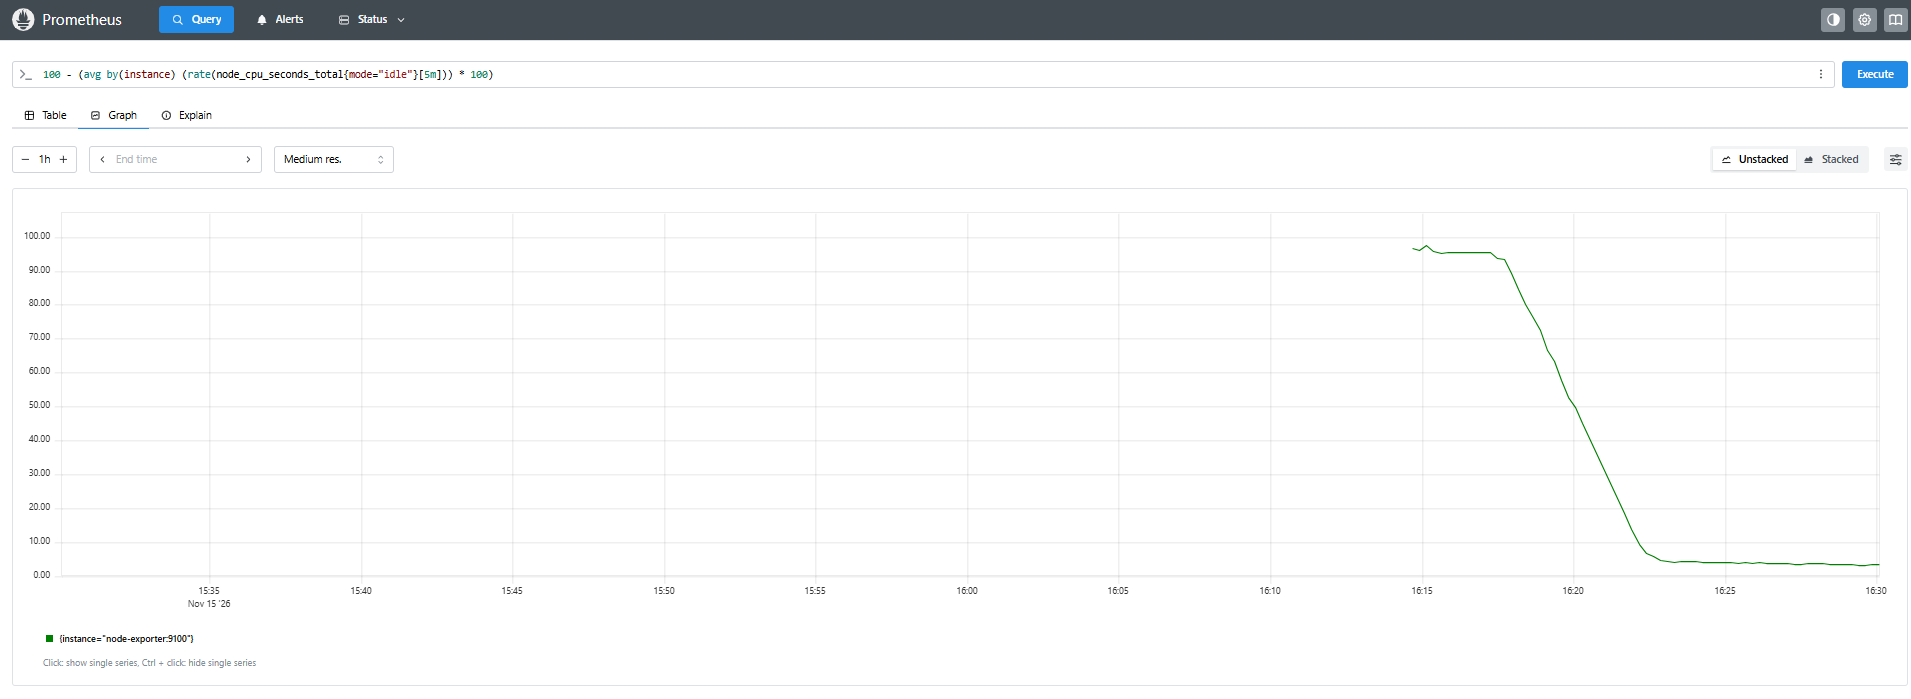 Prometheus Query Alerts Status
>_ 100 - (avg by(instance) (rate(node_cpu_seconds_total{mode="idle"}[5m])) * 100) Execute
Table Graph Explain
− 1h + End time Medium res. Unstacked Stacked
100.00
90.00
80.00
70.00
60.00
50.00
40.00
30.00
20.00
10.00
0.00
15:35 15:40 15:45 15:50 15:55 16:00 16:05 16:10 16:15 16:20 16:25 16:30
Nov 15 '26
{instance="node-exporter:9100"}
Click: show single series, Ctrl + click: hide single series